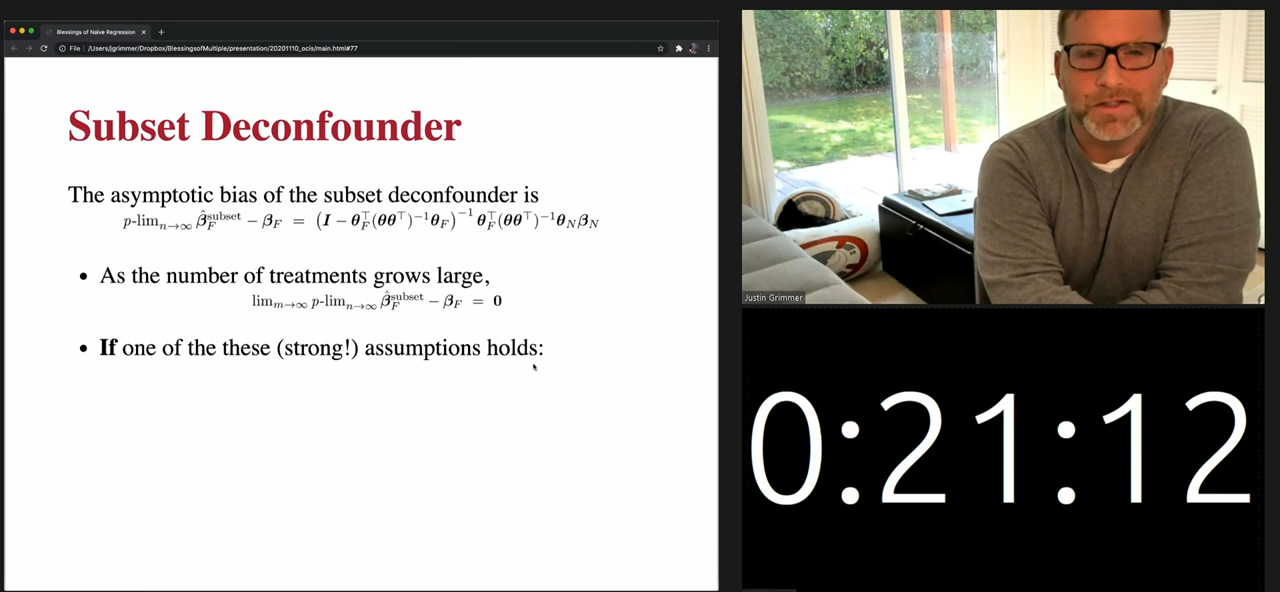 Blessings of Naive Regression
File | /Users/jgrimmer/Dropbox/BlessingsofMultiple/presentation/20201110_ocis/main.html#77
Subset Deconfounder
The asymptotic bias of the subset deconfounder is
p-lim_{n→∞} β̂_F^{subset} − β_F = (I − θ_F^⊤(θθ^⊤)^{−1}θ_F)^{−1} θ_F^⊤(θθ^⊤)^{−1}θ_Nβ_N
• As the number of treatments grows large,
lim_{m→∞} p-lim_{n→∞} β̂_F^{subset} − β_F = 0
• If one of the these (strong!) assumptions holds:
Justin Grimmer
0:21:12